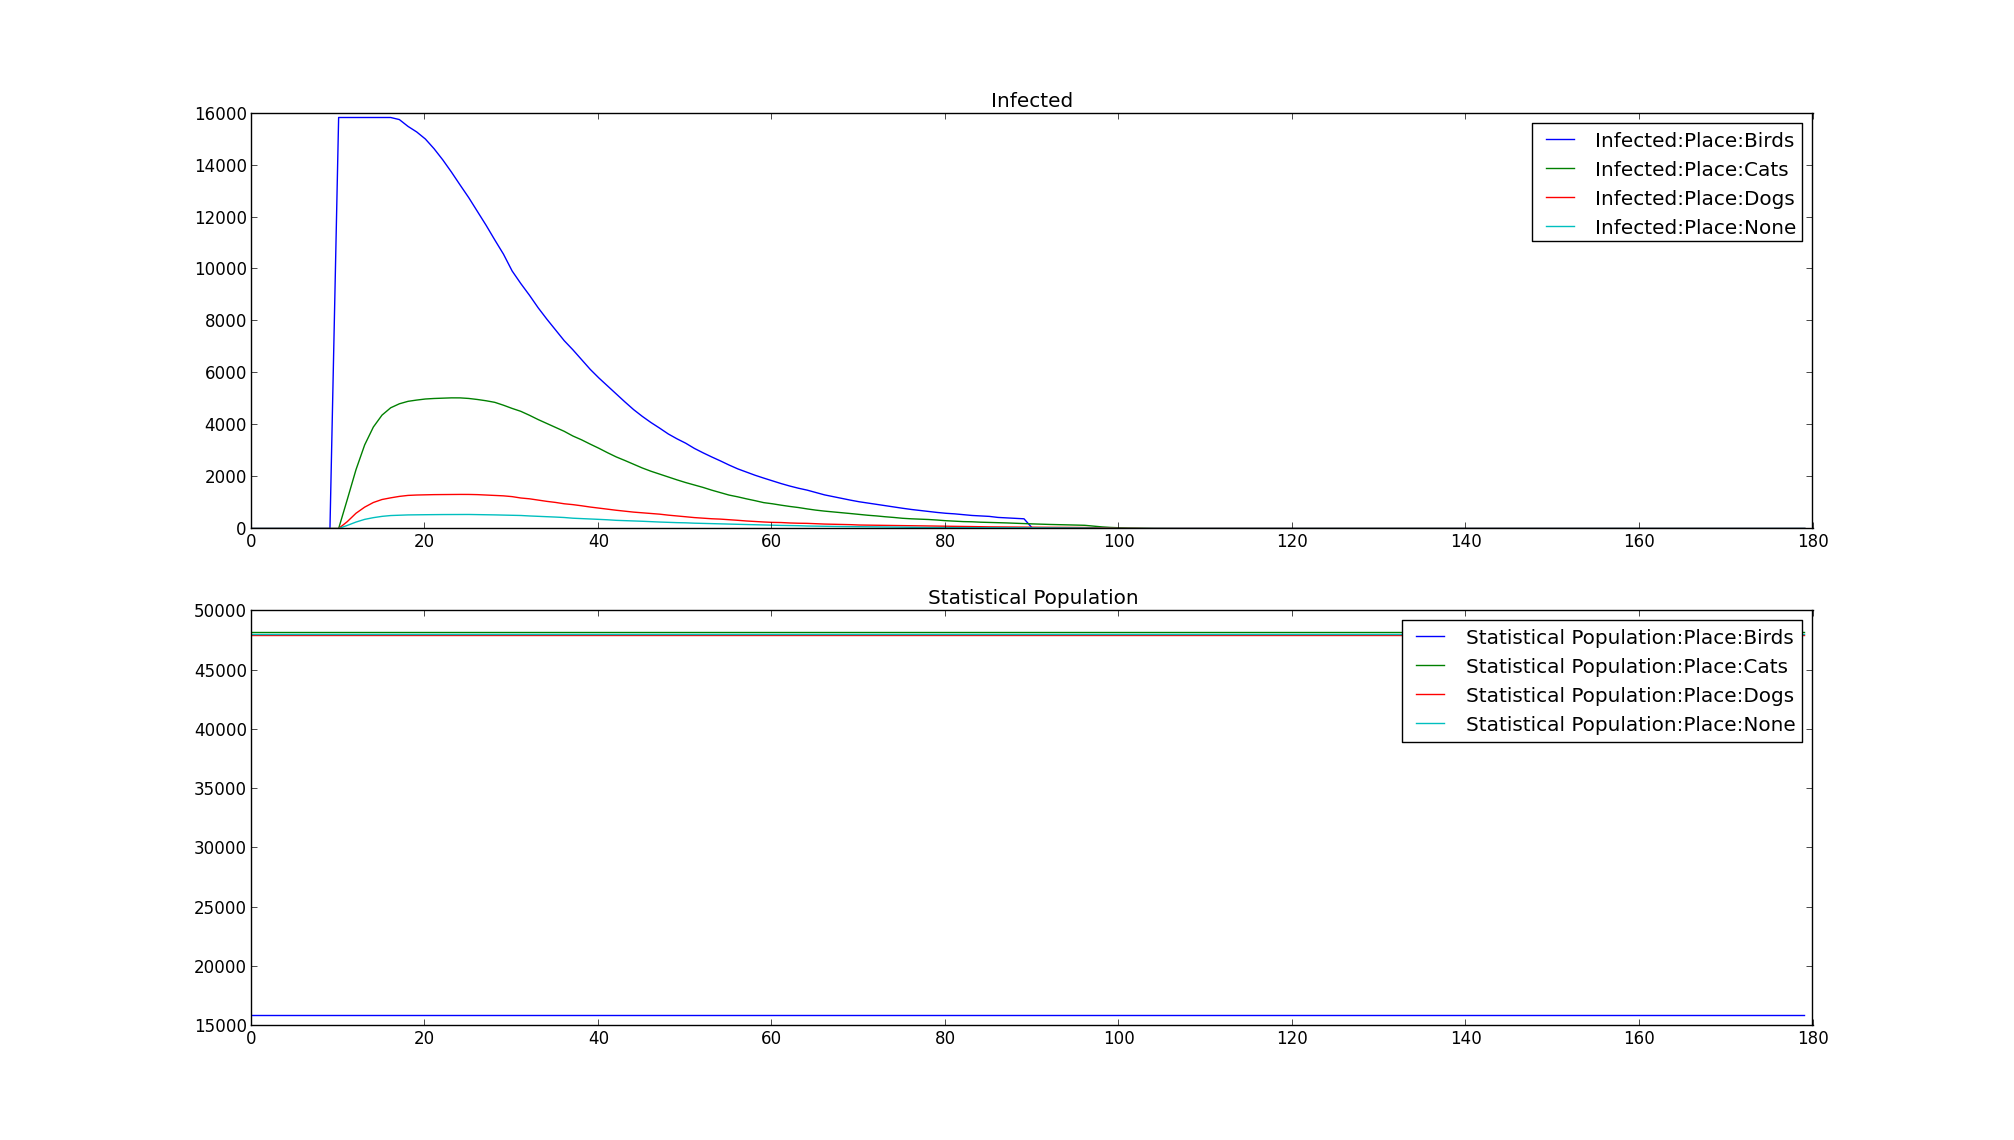 Infected
16000
14000
12000
10000
8000
6000
4000
2000
0
Infected:Place:Birds
Infected:Place:Cats
Infected:Place:Dogs
Infected:Place:None
0 20 40 60 80 100 120 140 160 180
Statistical Population
50000
45000
40000
35000
30000
25000
20000
15000
Statistical Population:Place:Birds
Statistical Population:Place:Cats
Statistical Population:Place:Dogs
Statistical Population:Place:None
0 20 40 60 80 100 120 140 160 180